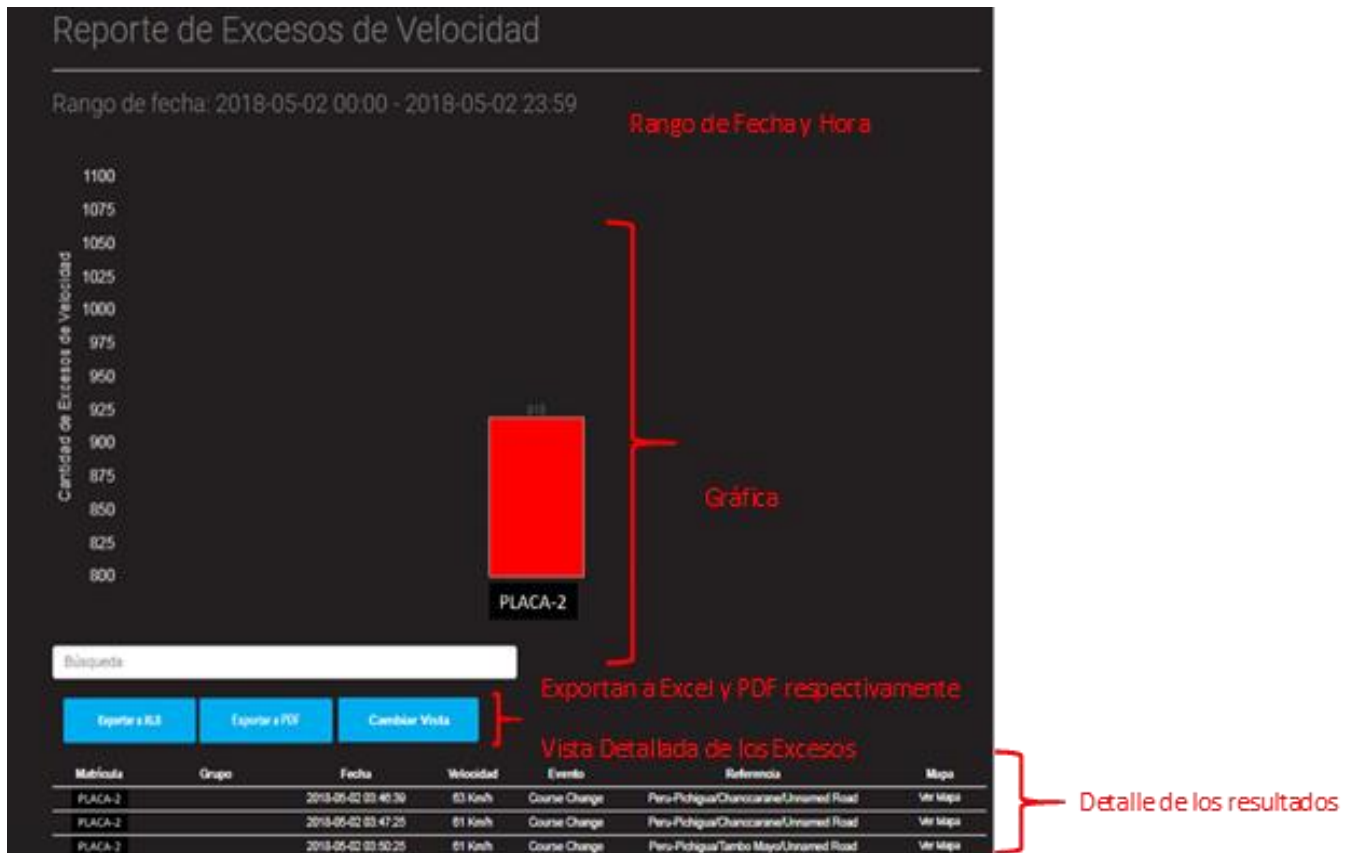 Reporte de Excesos de Velocidad
Rango de fecha: 2018-05-02 00:00 - 2018-05-02 23:59
Rango de Fecha y Hora
Cantidad de Excesos de Velocidad
1100
1075
1050
1025
1000
975
950
925
900
875
850
825
800
PLACA-2
Gráfica
Búsqueda
Exportar a XLS Exportar a PDF Cambiar Vista
Exportan a Excel y PDF respectivamente
Vista Detallada de los Excesos
Matrícula Grupo Fecha Velocidad Evento Referencia Mapa
PLACA-2 2018-05-02 03:46:39 63 Km/h Course Change Peru-Pichigua/Chanocarane/Unnamed Road Ver Mapa
PLACA-2 2018-05-02 03:47:25 61 Km/h Course Change Peru-Pichigua/Chanocarane/Unnamed Road Ver Mapa
PLACA-2 2018-05-02 03:50:25 61 Km/h Course Change Peru-Pichigua/Tambo Mayo/Unnamed Road Ver Mapa
Detalle de los resultados